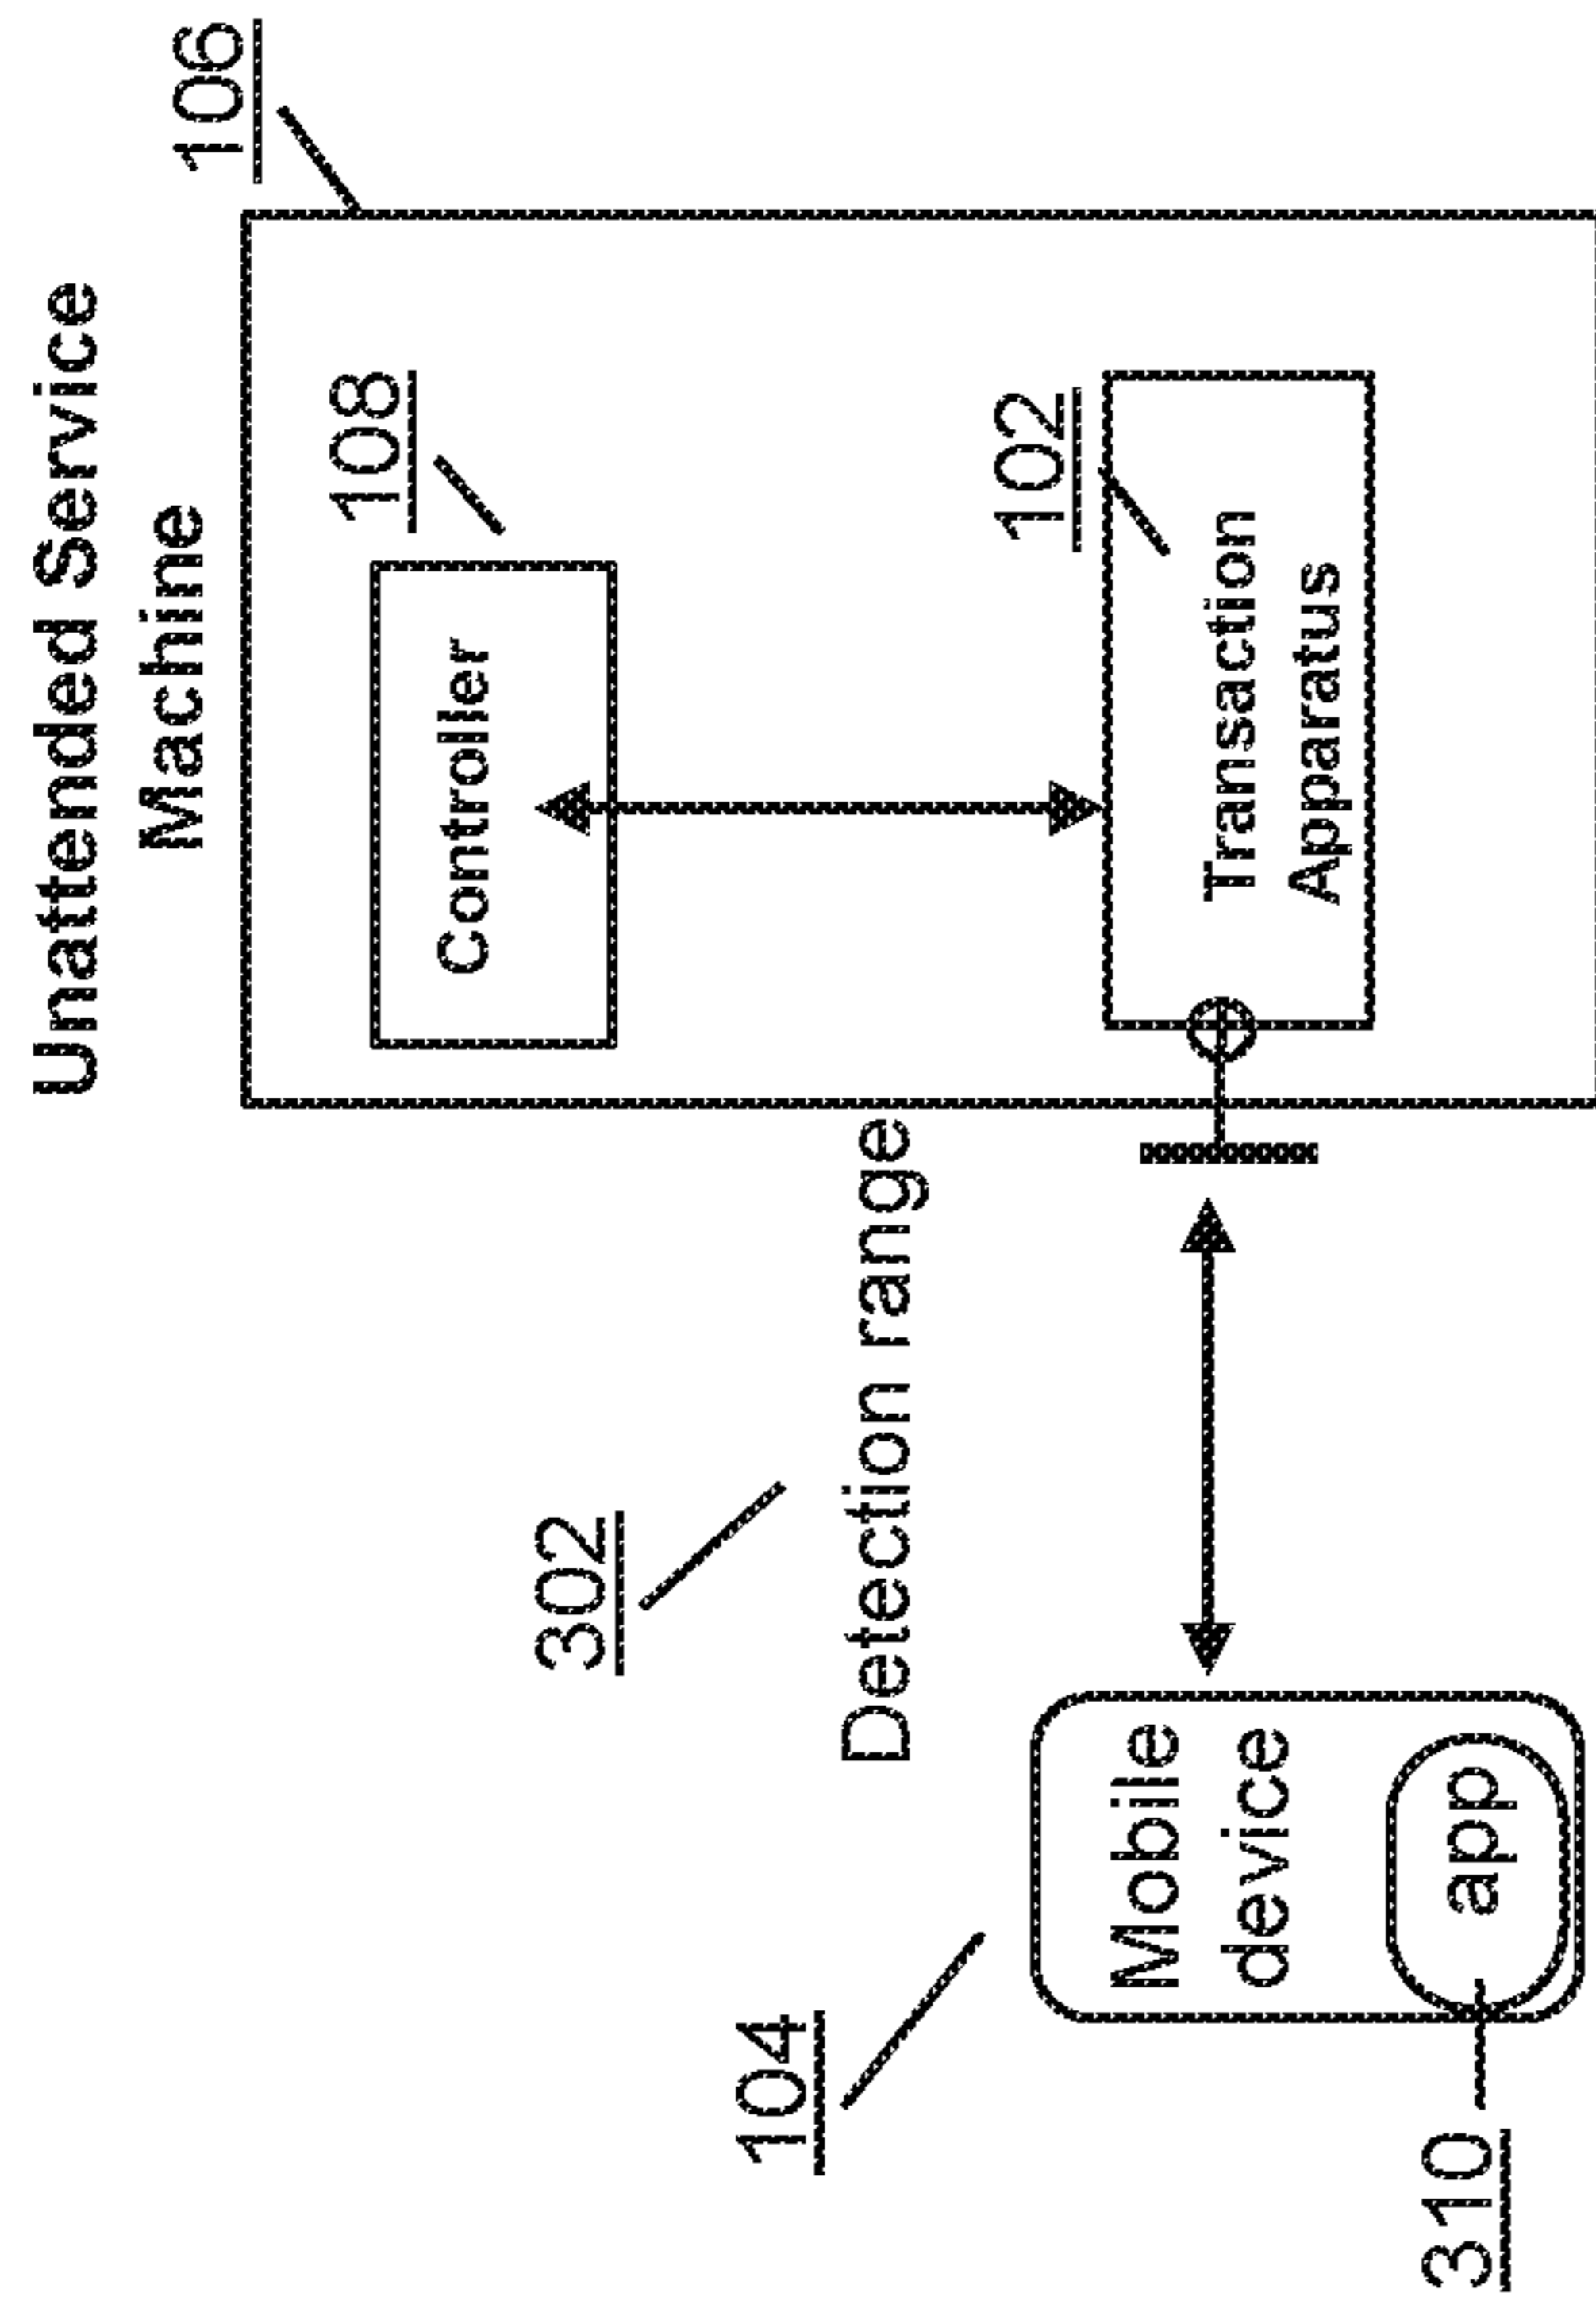 Unattended Service
Machine
106
108
Controller
302
Detection range
102
Transaction
Apparatus
104
Mobile
device
app
310